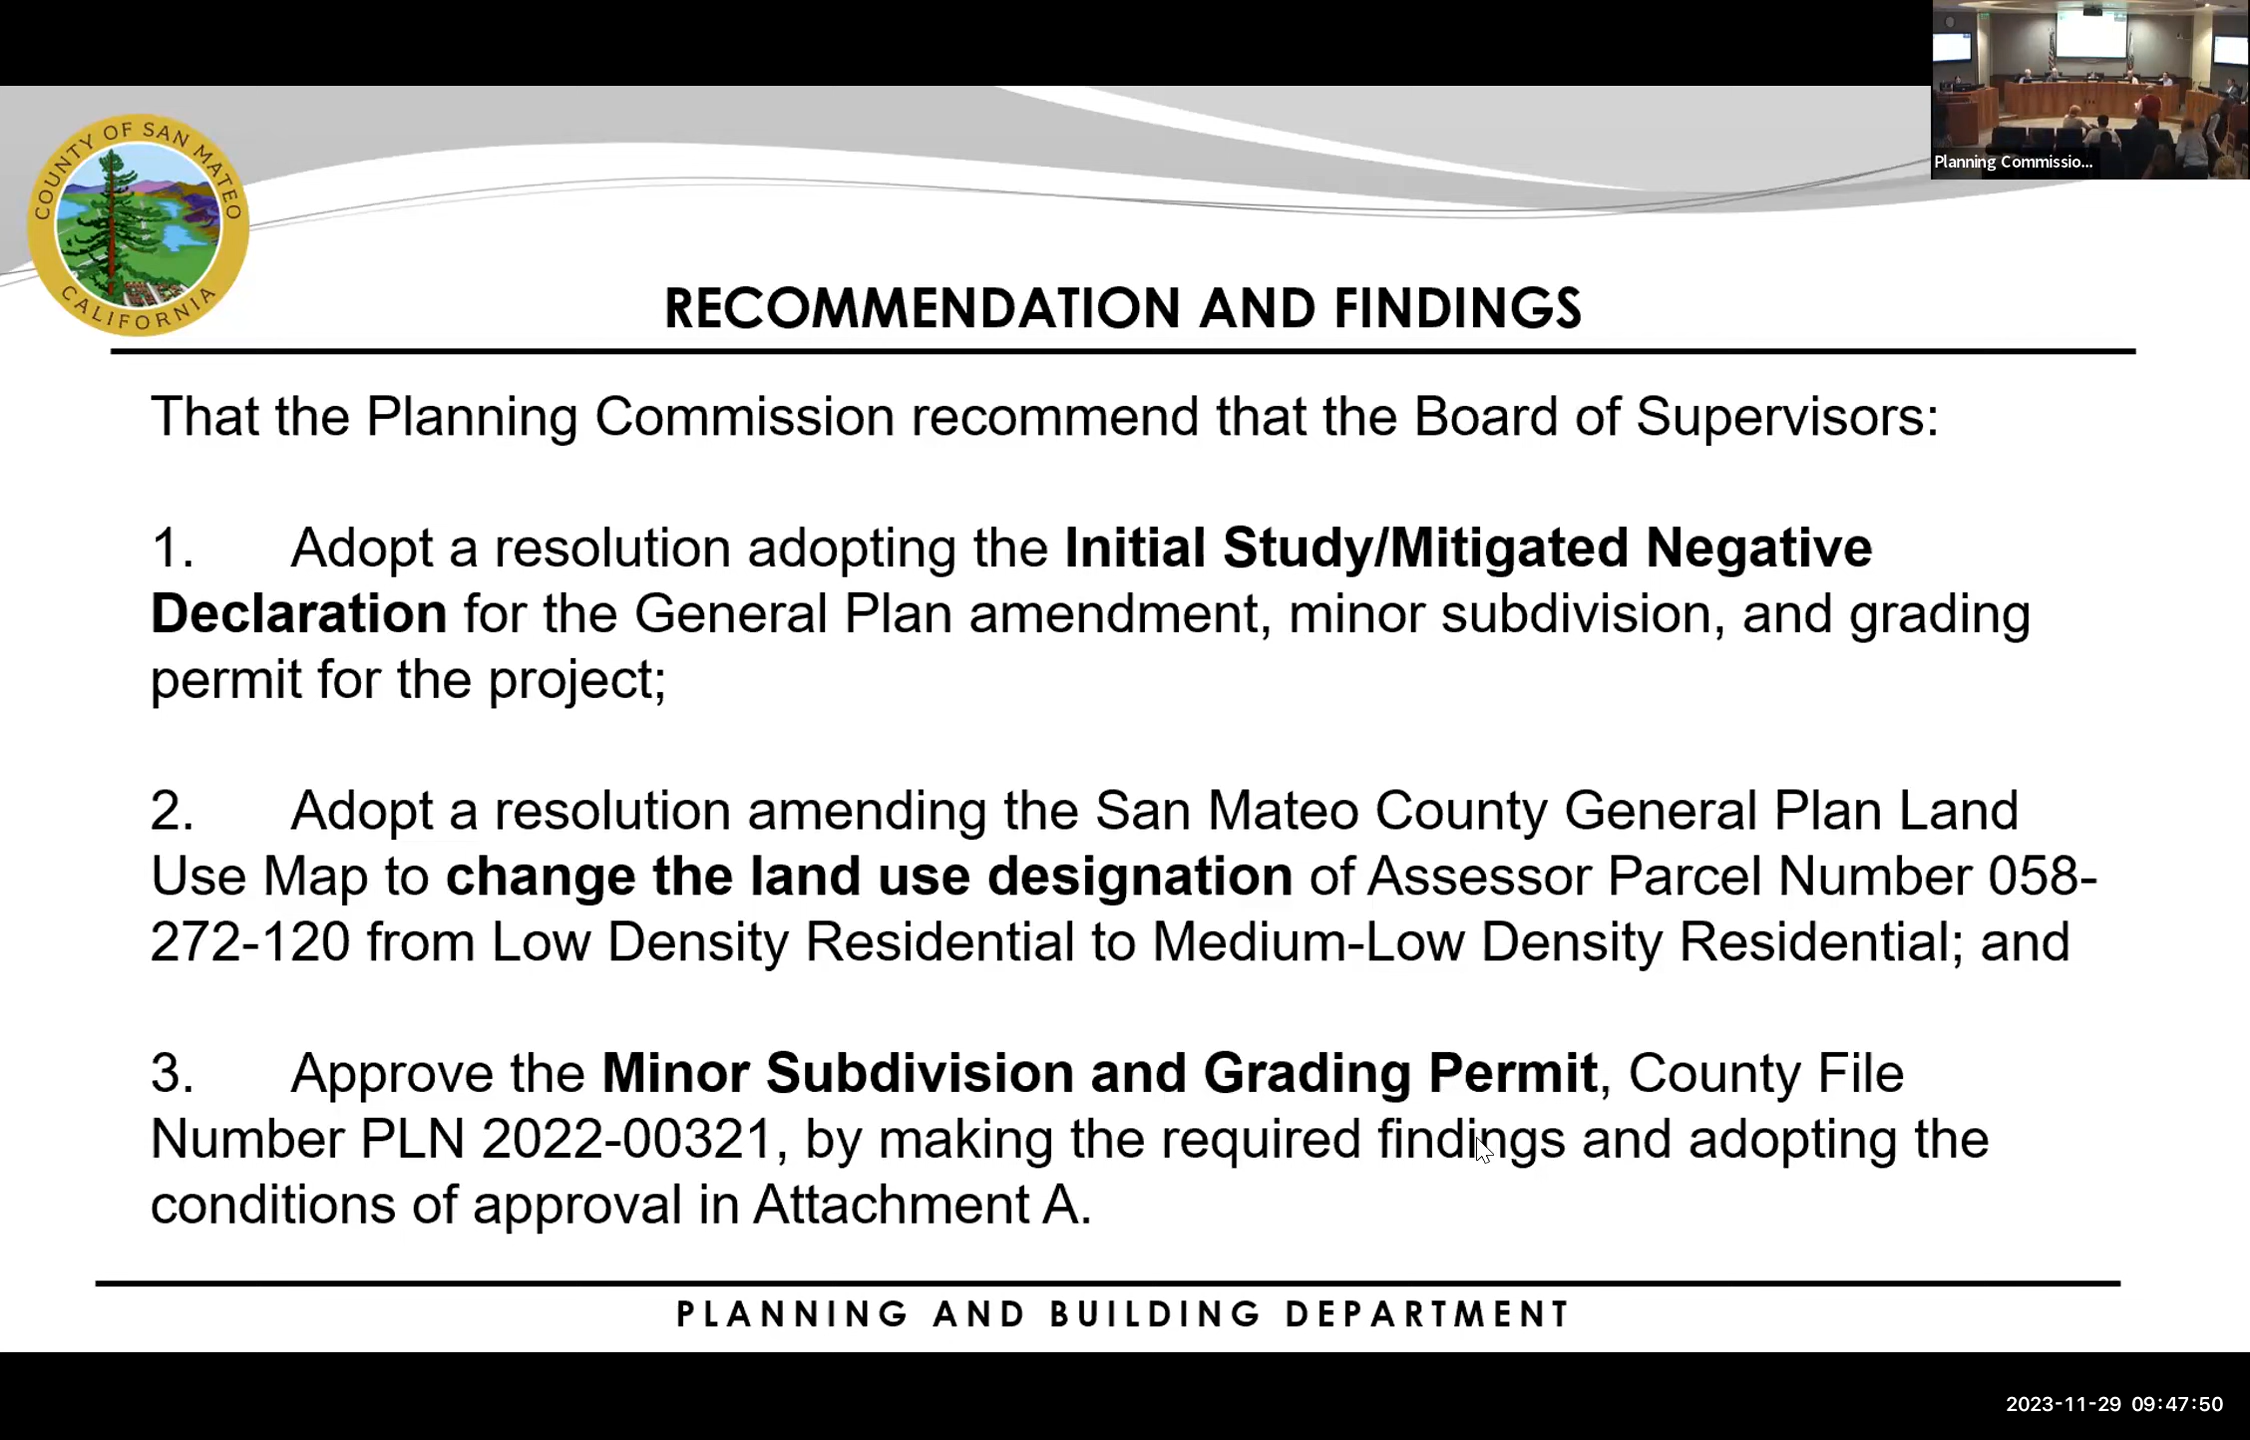 Planning Commissio...
COUNTY OF SAN MATEO
CALIFORNIA
RECOMMENDATION AND FINDINGS
That the Planning Commission recommend that the Board of Supervisors:
1. Adopt a resolution adopting the Initial Study/Mitigated Negative
Declaration for the General Plan amendment, minor subdivision, and grading
permit for the project;
2. Adopt a resolution amending the San Mateo County General Plan Land
Use Map to change the land use designation of Assessor Parcel Number 058-
272-120 from Low Density Residential to Medium-Low Density Residential; and
3. Approve the Minor Subdivision and Grading Permit, County File
Number PLN 2022-00321, by making the required findings and adopting the
conditions of approval in Attachment A.
PLANNING AND BUILDING DEPARTMENT
2023-11-29 09:47:50